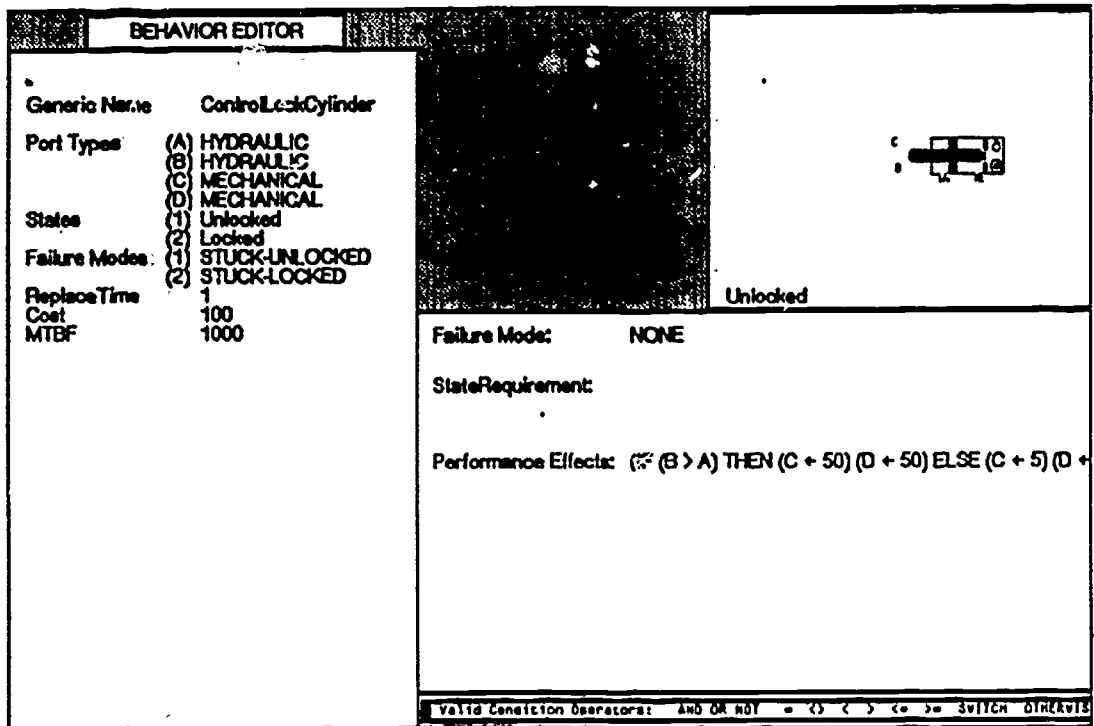 BEHAVIOR EDITOR
Generic Name ControlLockCylinder
Port Types (A) HYDRAULIC
(B) HYDRAULIC
(C) MECHANICAL
(D) MECHANICAL
States (1) Unlocked
(2) Locked
Failure Modes: (1) STUCK-UNLOCKED
(2) STUCK-LOCKED
ReplaceTime 1
Cost 100
MTBF 1000
C
Unlocked
Failure Mode: NONE
StateRequirement:
Performance Effects: (IF (B > A) THEN (C ← 50) (D ← 50) ELSE (C ← 5) (D ←
Valid Condition Operators: AND OR NOT = <> < > <= >= SWITCH OTHERWIS